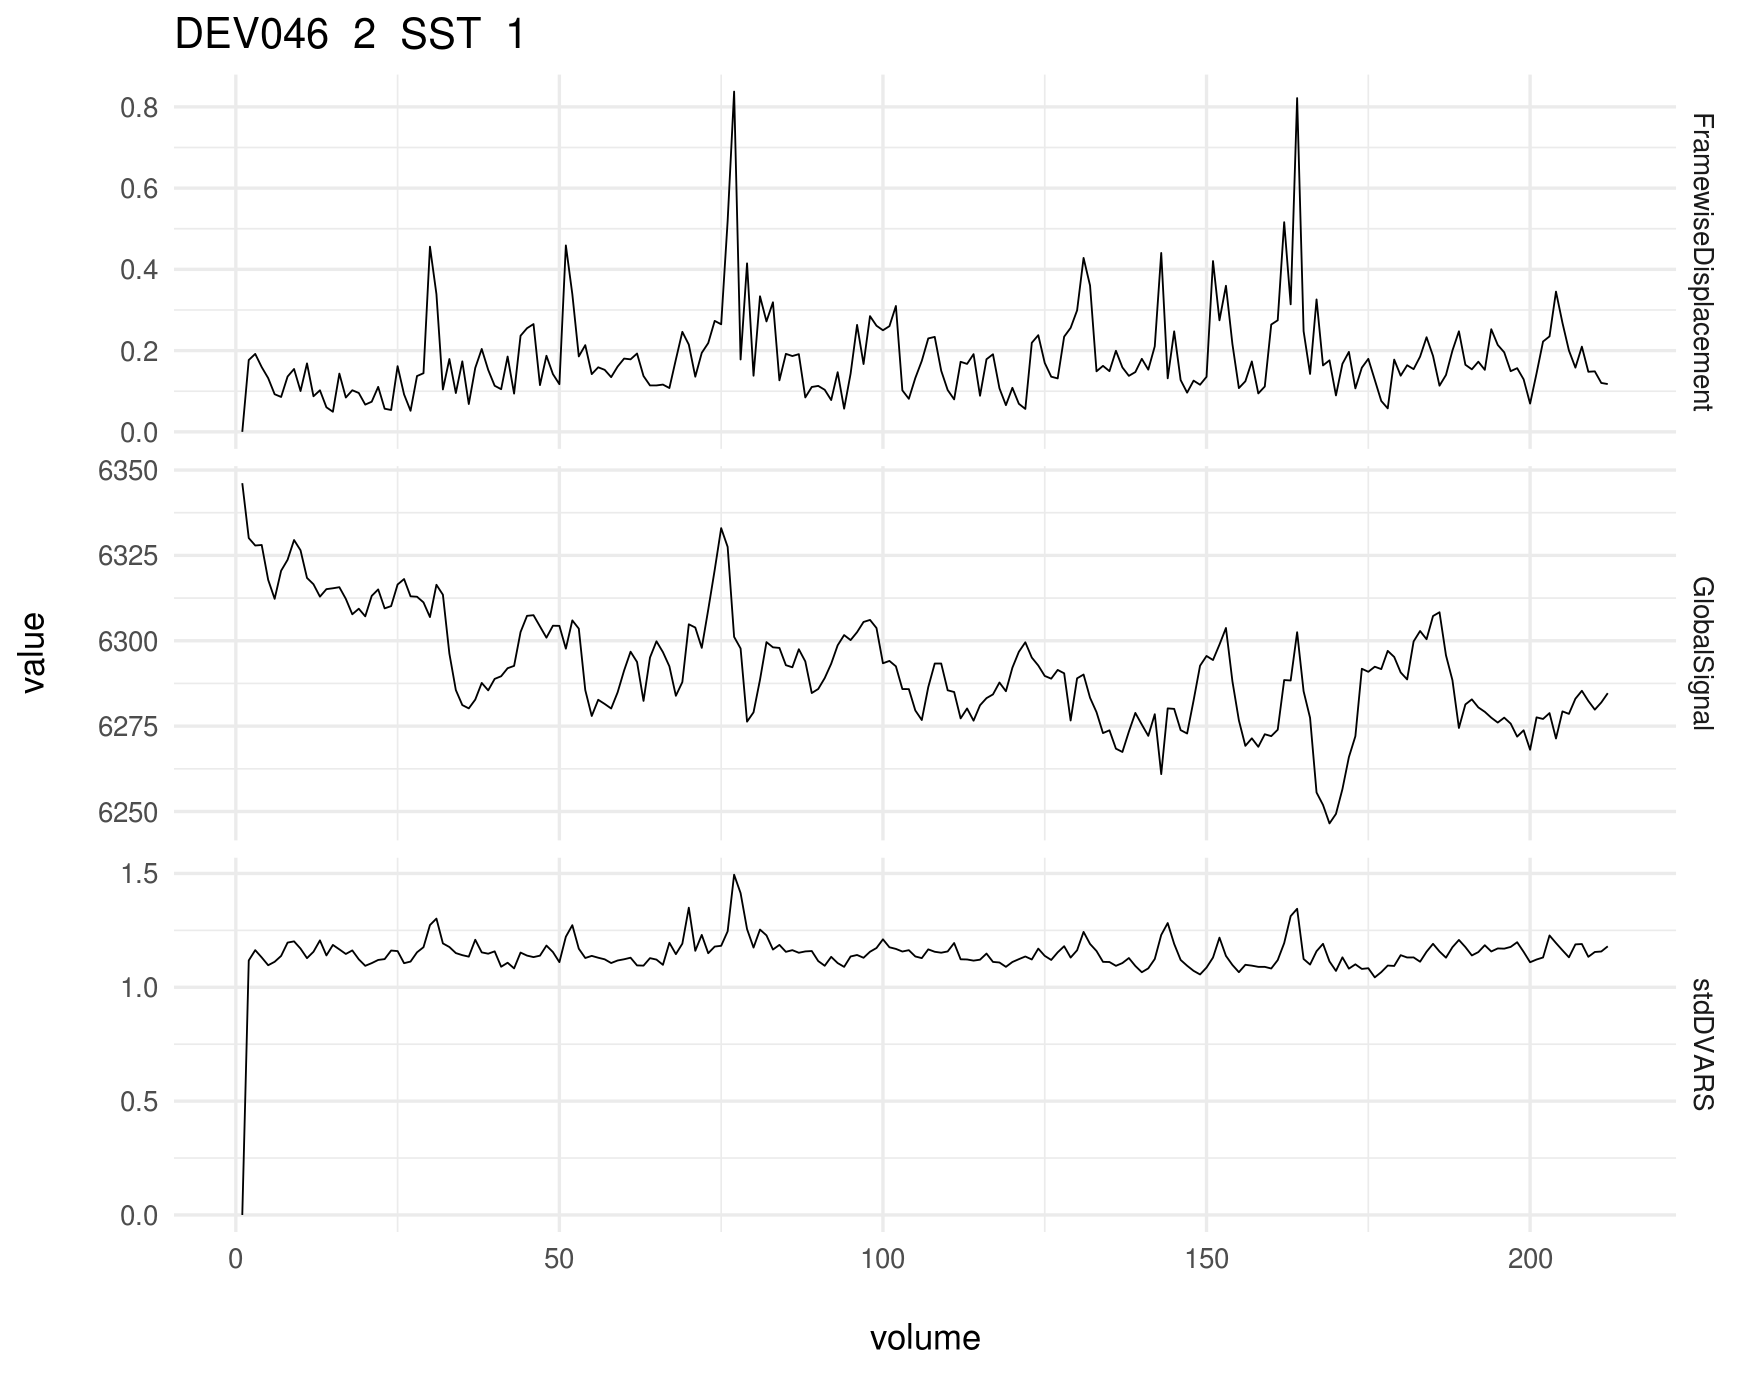 DEV046 2 SST 1
0.8
0.6
0.4
0.2
0.0
FramewiseDisplacement
6350
6325
6300
6275
6250
GlobalSignal
value
1.5
1.0
0.5
0.0
stdDVARS
0 50 100 150 200
volume